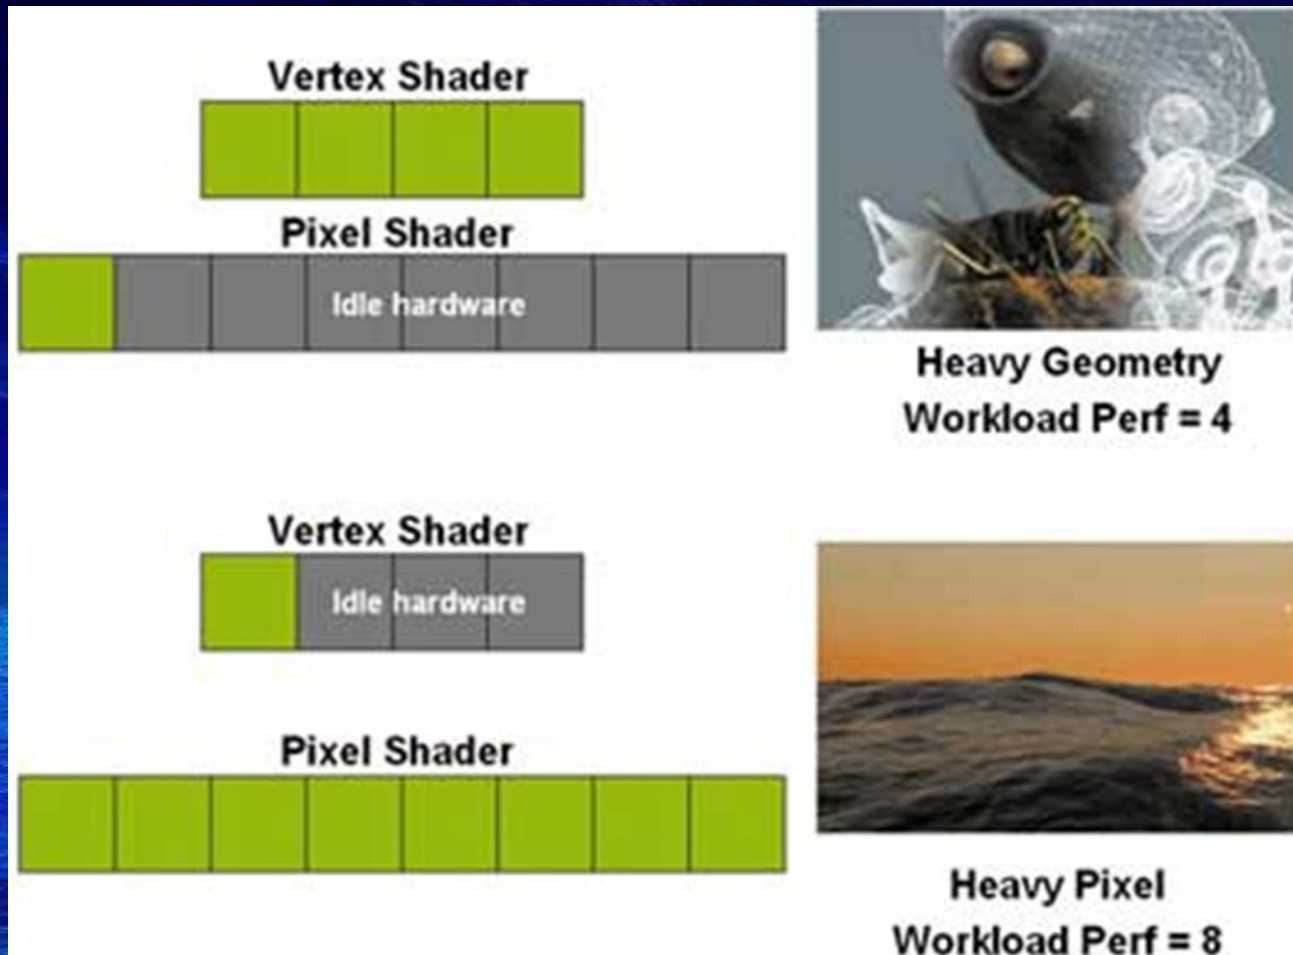 Vertex Shader
Pixel Shader
Idle hardware
Heavy Geometry
Workload Perf = 4
Vertex Shader
Idle hardware
Pixel Shader
Heavy Pixel
Workload Perf = 8